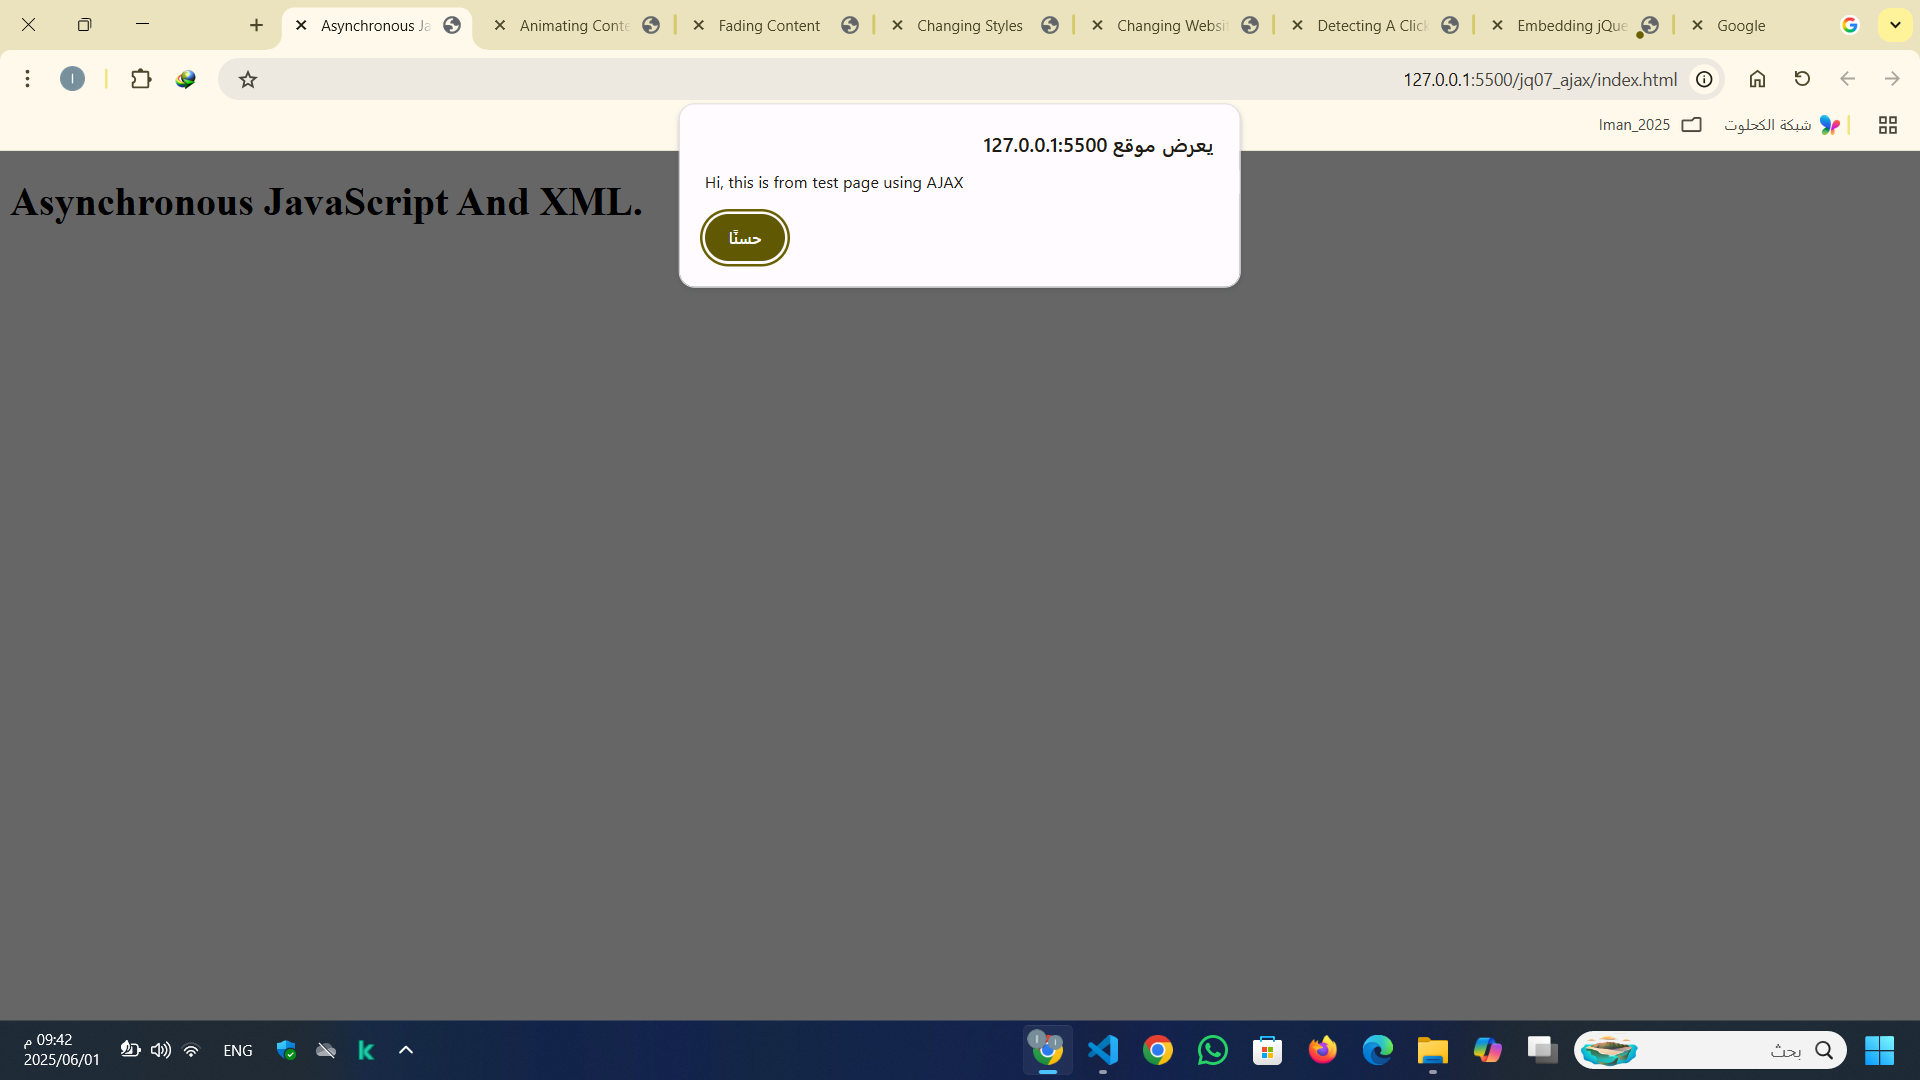 Asynchronous Ja
Animating Conte
Fading Content
Changing Styles
Changing Websit
Detecting A Click
Embedding jQue
Google
I
127.0.0.1:5500/jq07_ajax/index.html
شبكة الكحلوت
Iman_2025
يعرض موقع 127.0.0.1:5500
Hi, this is from test page using AJAX
حسنًا
Asynchronous JavaScript And XML.
بحث
ENG
09:42 م
2025/06/01